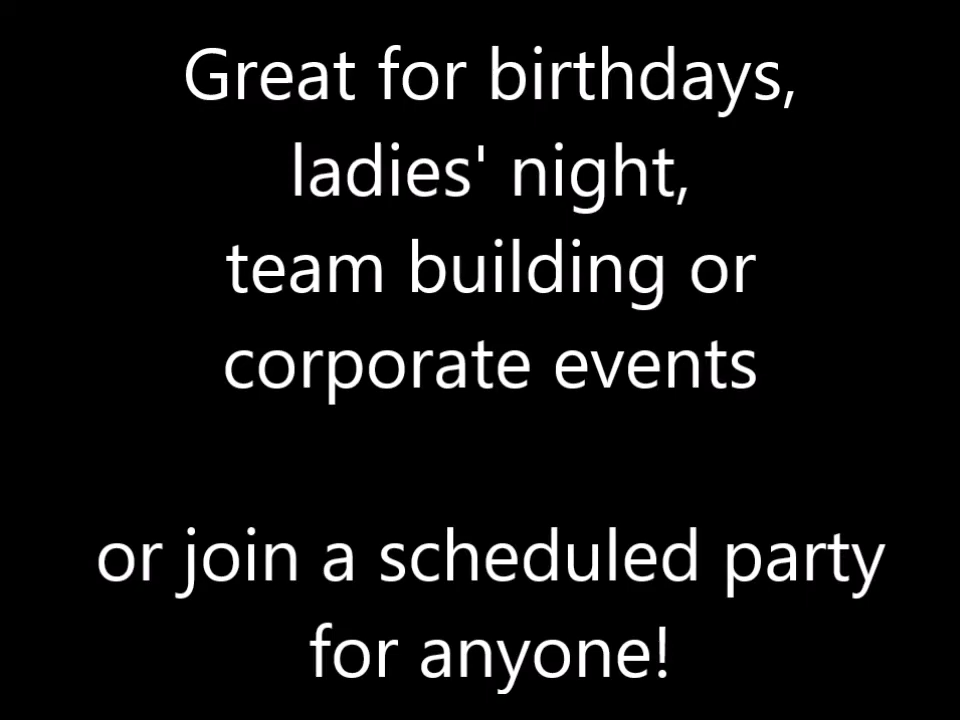 Great for birthdays,
ladies' night,
team building or
corporate events
or join a scheduled party
for anyone!